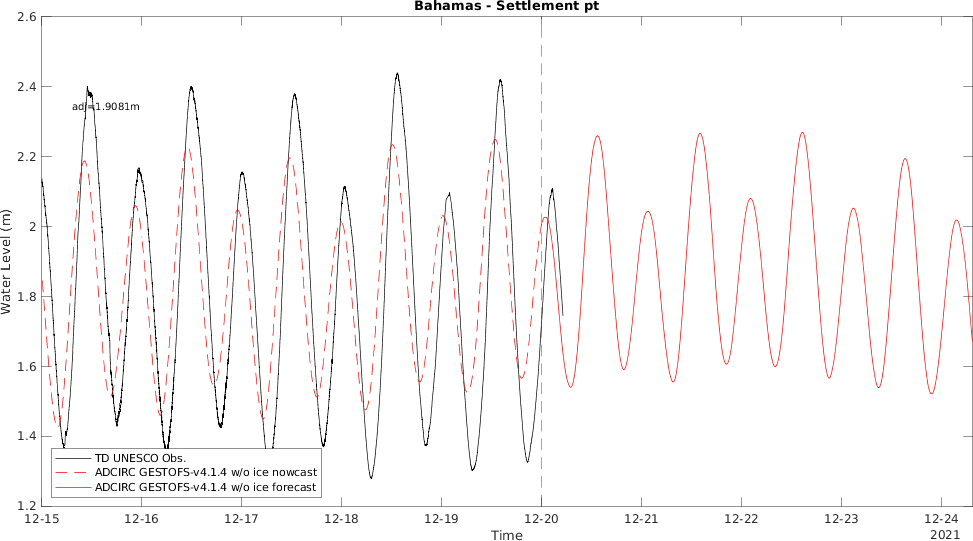 Bahamas - Settlement pt
2.6
2.4
2.2
2
1.8
1.6
1.4
1.2
Water Level (m)
adj=1.9081m
TD UNESCO Obs.
ADCIRC GESTOFS-v4.1.4 w/o ice nowcast
ADCIRC GESTOFS-v4.1.4 w/o ice forecast
12-15 12-16 12-17 12-18 12-19 12-20 12-21 12-22 12-23 12-24
Time 2021